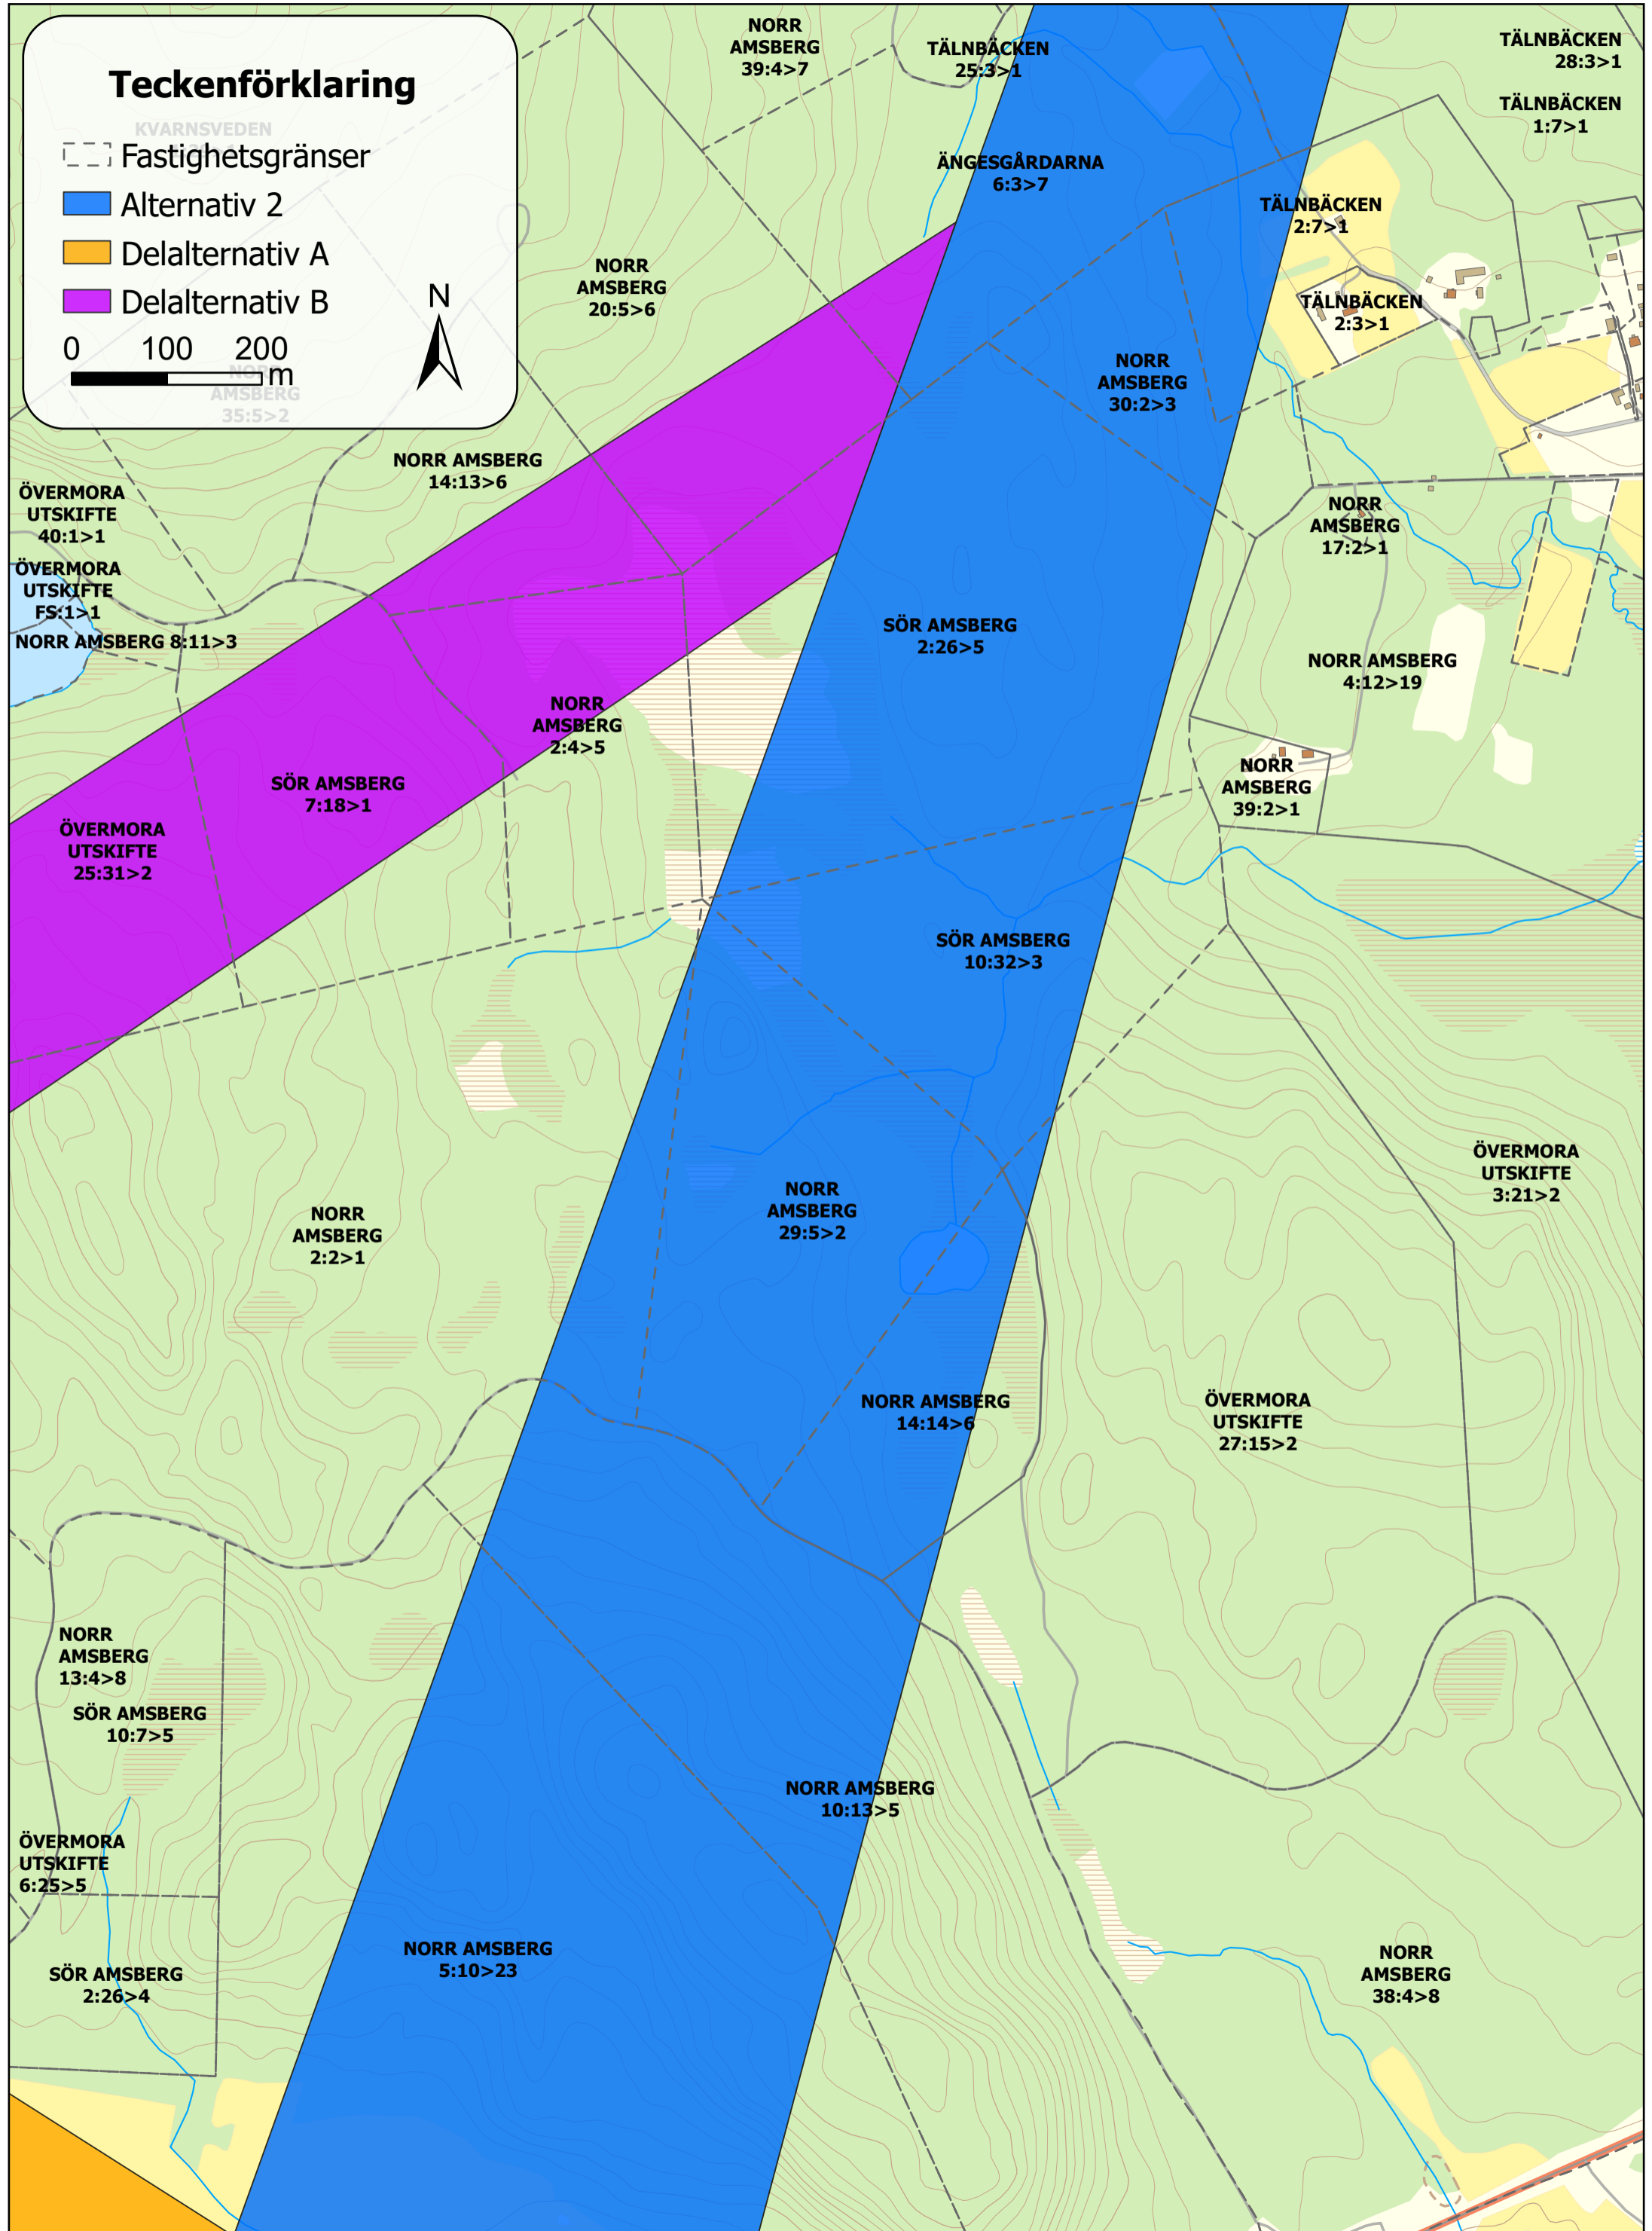 Teckenförklaring
KVARNSVEDEN
Fastighetsgränser
Alternativ 2
Delalternativ A
Delalternativ B
0 100 200
m
N
AMSBERG
35:5>2
NORR
AMSBERG
39:4>7
TÄLNBÄCKEN
25:3>1
TÄLNBÄCKEN
28:3>1
TÄLNBÄCKEN
1:7>1
ÄNGESGÅRDARNA
6:3>7
TÄLNBÄCKEN
2:7>1
NORR
AMSBERG
20:5>6
TÄLNBÄCKEN
2:3>1
NORR
AMSBERG
30:2>3
NORR AMSBERG
14:13>6
ÖVERMORA
UTSKIFTE
40:1>1
NORR
AMSBERG
17:2>1
ÖVERMORA
UTSKIFTE
FS:1>1
NORR AMSBERG 8:11>3
SÖR AMSBERG
2:26>5
NORR AMSBERG
4:12>19
NORR
AMSBERG
2:4>5
SÖR AMSBERG
7:18>1
NORR
AMSBERG
39:2>1
ÖVERMORA
UTSKIFTE
25:31>2
SÖR AMSBERG
10:32>3
ÖVERMORA
UTSKIFTE
3:21>2
NORR
AMSBERG
29:5>2
NORR
AMSBERG
2:2>1
NORR AMSBERG
14:14>6
ÖVERMORA
UTSKIFTE
27:15>2
NORR
AMSBERG
13:4>8
SÖR AMSBERG
10:7>5
NORR AMSBERG
10:13>5
ÖVERMORA
UTSKIFTE
6:25>5
NORR AMSBERG
5:10>23
SÖR AMSBERG
2:26>4
NORR
AMSBERG
38:4>8